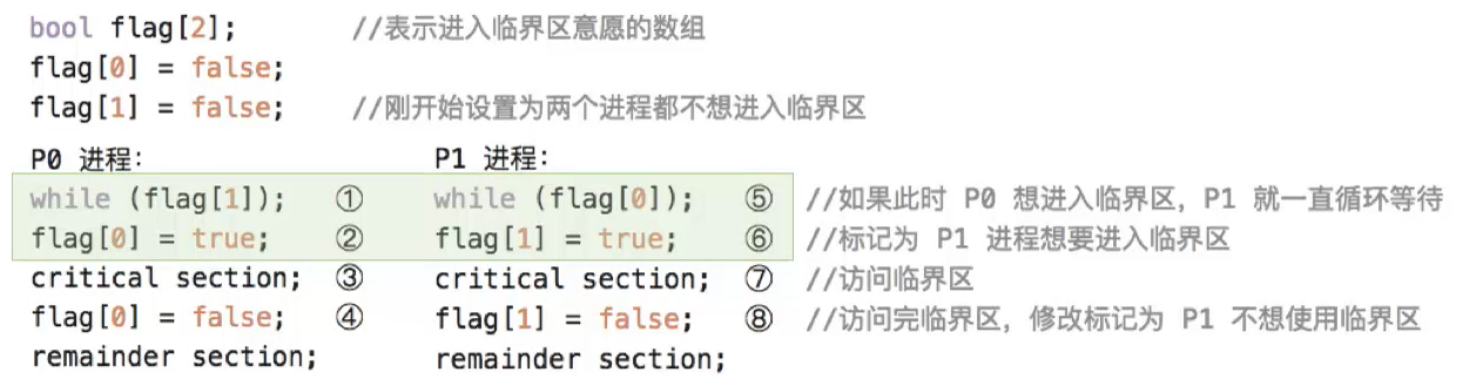 bool flag[2]; //表示进入临界区意愿的数组
flag[0] = false;
flag[1] = false; //刚开始设置为两个进程都不想进入临界区
P0 进程: P1 进程:
while (flag[1]); ① while (flag[0]); ⑤ //如果此时 P0 想进入临界区，P1 就一直循环等待
flag[0] = true; ② flag[1] = true; ⑥ //标记为 P1 进程想要进入临界区
critical section; ③ critical section; ⑦ //访问临界区
flag[0] = false; ④ flag[1] = false; ⑧ //访问完临界区，修改标记为 P1 不想使用临界区
remainder section; remainder section;